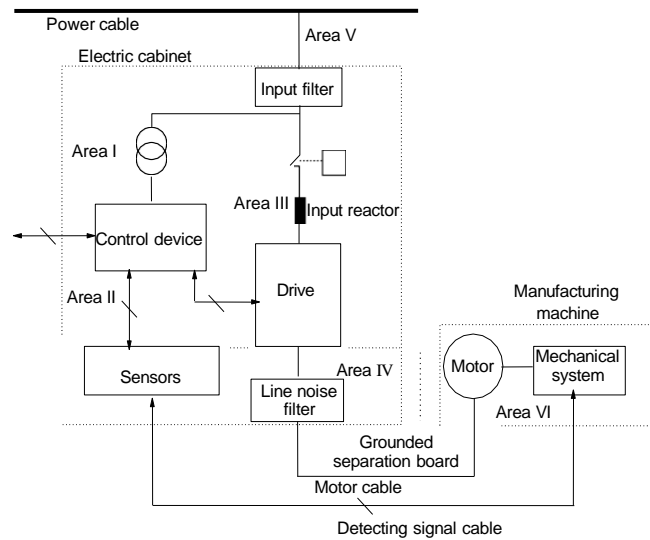 Power cable
Area V
Electric cabinet
Input filter
Area I
Area III
Input reactor
Control device
Area II
Drive
Manufacturing
machine
Sensors
Area IV
Line noise
filter
Motor
Mechanical
system
Area VI
Grounded
separation board
Motor cable
Detecting signal cable